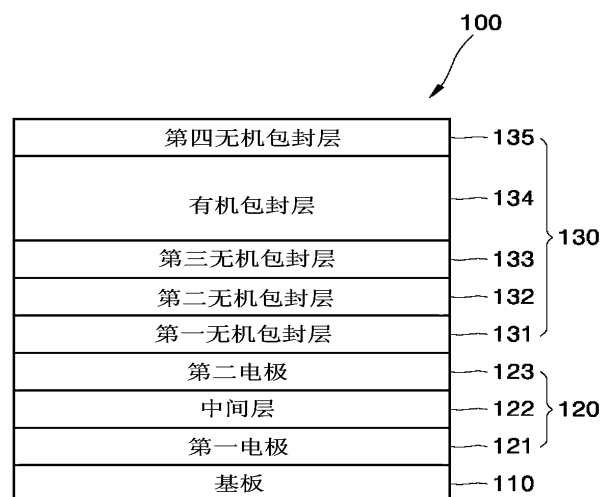 100
第四无机包封层 135
有机包封层 134
130
第三无机包封层 133
第二无机包封层 132
第一无机包封层 131
第二电极 123
中间层 122
120
第一电极 121
基板 110